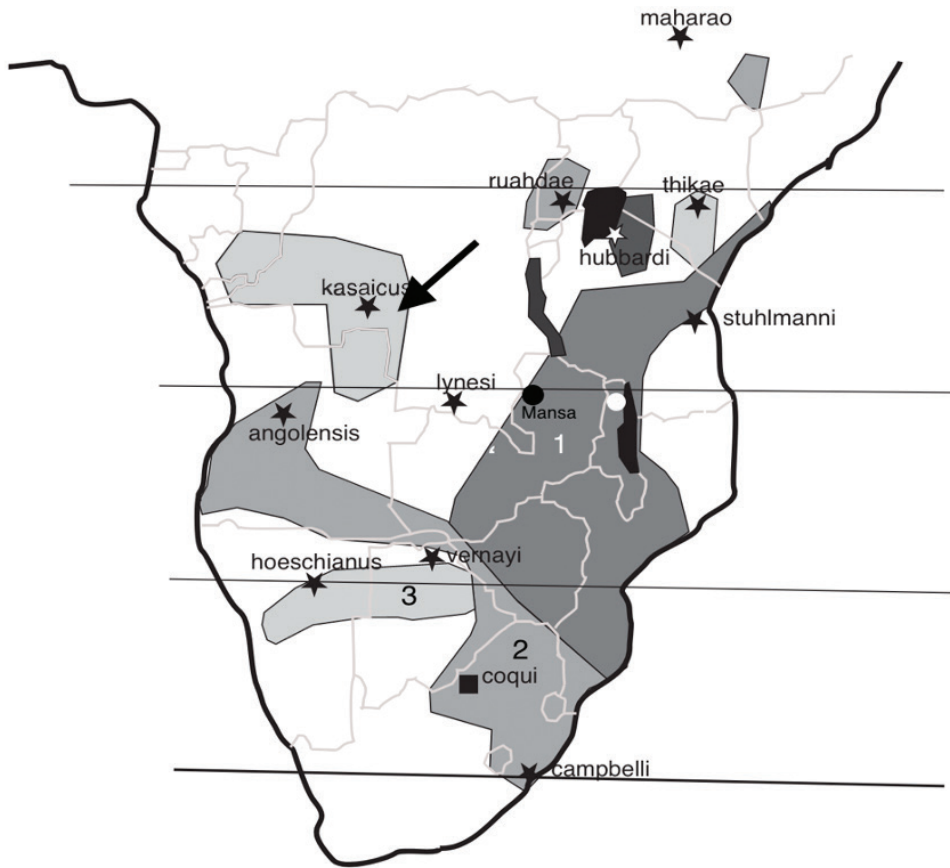 maharao
ruahdae
thikae
hubbardi
kasaicus
stuhlmanni
lynesi
Mansa
angolensis
1
hoeschianus
vernayi
3
2
coqui
campbelli